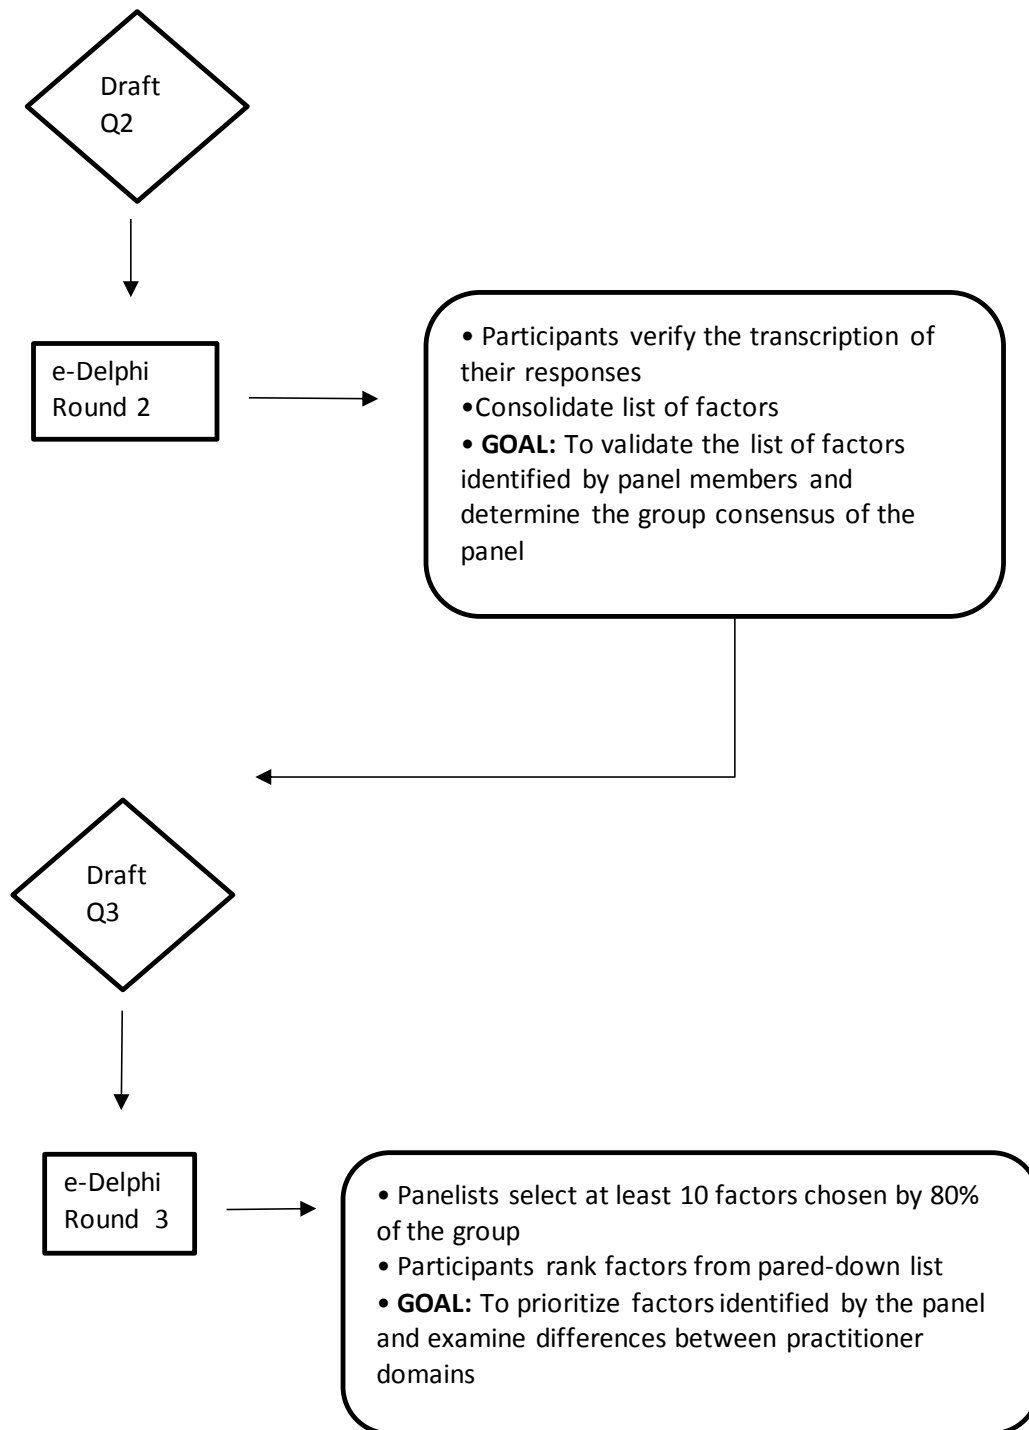 Draft
Q2
e-Delphi
Round 2
• Participants verify the transcription of
their responses
•Consolidate list of factors
• GOAL: To validate the list of factors
identified by panel members and
determine the group consensus of the
panel
Draft
Q3
e-Delphi
Round 3
• Panelists select at least 10 factors chosen by 80%
of the group
• Participants rank factors from pared-down list
• GOAL: To prioritize factors identified by the panel
and examine differences between practitioner
domains